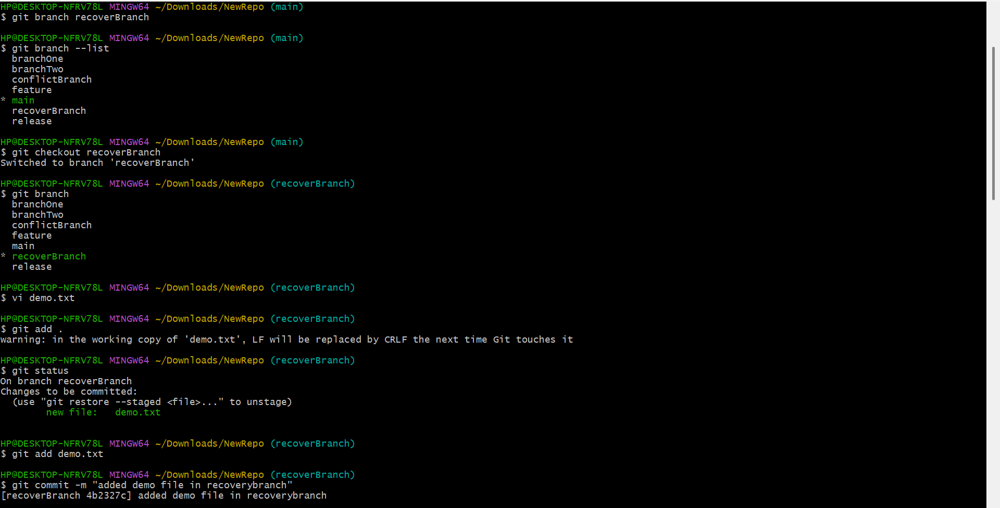 HP@DESKTOP-NFRV78L MINGW64 ~/Downloads/NewRepo (main)
$ git branch recoverBranch
HP@DESKTOP-NFRV78L MINGW64 ~/Downloads/NewRepo (main)
$ git branch --list
  branchOne
  branchTwo
  conflictBranch
  feature
* main
  recoverBranch
  release
HP@DESKTOP-NFRV78L MINGW64 ~/Downloads/NewRepo (main)
$ git checkout recoverBranch
Switched to branch 'recoverBranch'
HP@DESKTOP-NFRV78L MINGW64 ~/Downloads/NewRepo (recoverBranch)
$ git branch
  branchOne
  branchTwo
  conflictBranch
  feature
  main
* recoverBranch
  release
HP@DESKTOP-NFRV78L MINGW64 ~/Downloads/NewRepo (recoverBranch)
$ vi demo.txt
HP@DESKTOP-NFRV78L MINGW64 ~/Downloads/NewRepo (recoverBranch)
$ git add .
warning: in the working copy of 'demo.txt', LF will be replaced by CRLF the next time Git touches it
HP@DESKTOP-NFRV78L MINGW64 ~/Downloads/NewRepo (recoverBranch)
$ git status
On branch recoverBranch
Changes to be committed:
  (use "git restore --staged <file>..." to unstage)
        new file:   demo.txt
HP@DESKTOP-NFRV78L MINGW64 ~/Downloads/NewRepo (recoverBranch)
$ git add demo.txt
HP@DESKTOP-NFRV78L MINGW64 ~/Downloads/NewRepo (recoverBranch)
$ git commit -m "added demo file in recoverybranch"
[recoverBranch 4b2327c] added demo file in recoverybranch